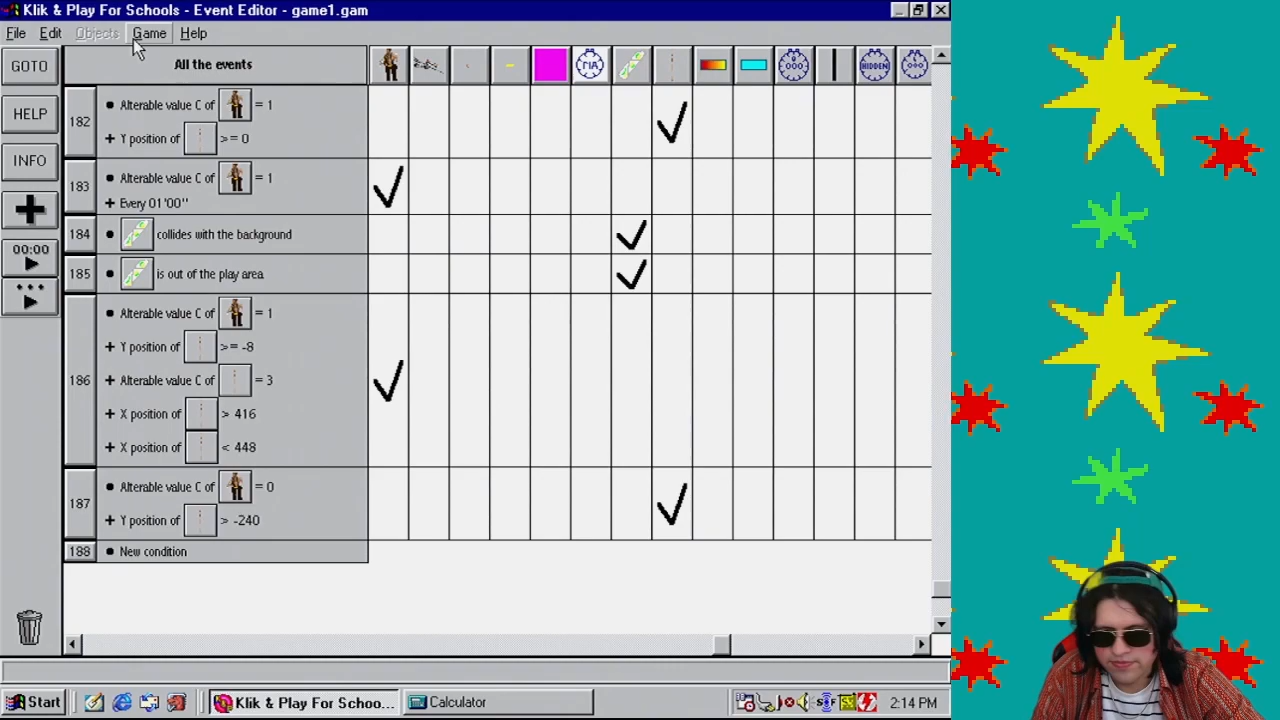 Klik & Play For Schools - Event Editor - game1.gam
File Edit Objects Game Help
GOTO
HELP
INFO
00:00
All the events
000
HIDDEN
182
Alterable value C of = 1
+ Y position of >= 0
183
Alterable value C of = 1
+ Every 01'00"
184
collides with the background
185
is out of the play area
186
Alterable value C of = 1
+ Y position of >= -8
+ Alterable value C of = 3
+ X position of > 416
+ X position of < 448
187
Alterable value C of = 0
+ Y position of > -240
188
New condition
Start
Klik & Play For Schoo...
Calculator
2:14 PM